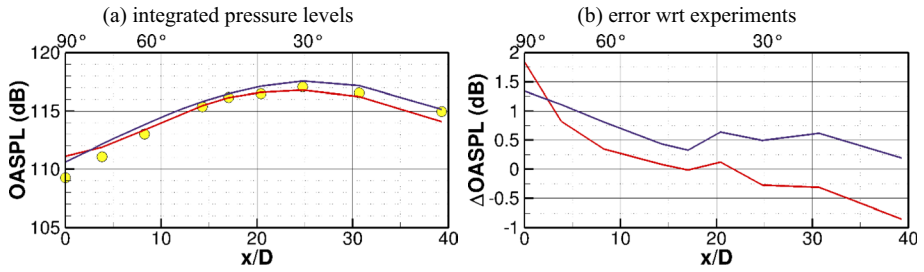 (a) integrated pressure levels
90° 60° 30°
120
115
110
105
OASPL (dB)
0 10 20 30 40
x/D
(b) error wrt experiments
90° 60° 30°
2
1.5
1
0.5
0
-0.5
-1
ΔOASPL (dB)
0 10 20 30 40
x/D